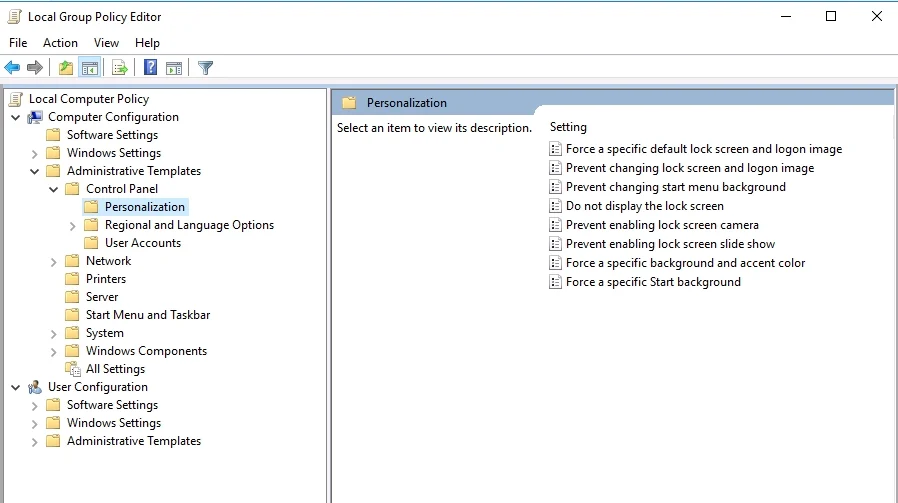 Local Group Policy Editor
File Action View Help
Local Computer Policy
Computer Configuration
Software Settings
Windows Settings
Administrative Templates
Control Panel
Personalization
Regional and Language Options
User Accounts
Network
Printers
Server
Start Menu and Taskbar
System
Windows Components
All Settings
User Configuration
Software Settings
Windows Settings
Administrative Templates
Personalization
Select an item to view its description.
Setting
Force a specific default lock screen and logon image
Prevent changing lock screen and logon image
Prevent changing start menu background
Do not display the lock screen
Prevent enabling lock screen camera
Prevent enabling lock screen slide show
Force a specific background and accent color
Force a specific Start background